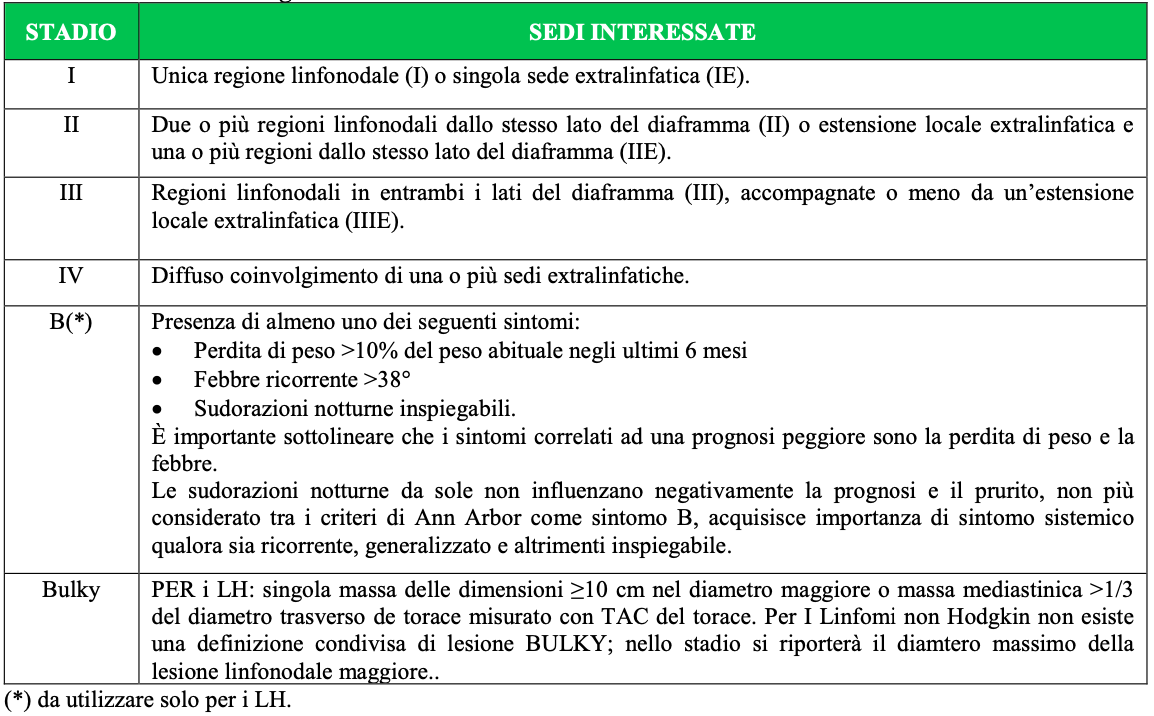 STADIO SEDI INTERESSATE
I Unica regione linfonodale (I) o singola sede extralinfatica (IE).
II Due o più regioni linfonodali dallo stesso lato del diaframma (II) o estensione locale extralinfatica e
una o più regioni dallo stesso lato del diaframma (IIE).
III Regioni linfonodali in entrambi i lati del diaframma (III), accompagnate o meno da un’estensione
locale extralinfatica (IIIE).
IV Diffuso coinvolgimento di una o più sedi extralinfatiche.
B(*) Presenza di almeno uno dei seguenti sintomi:
• Perdita di peso >10% del peso abituale negli ultimi 6 mesi
• Febbre ricorrente >38°
• Sudorazioni notturne inspiegabili.
È importante sottolineare che i sintomi correlati ad una prognosi peggiore sono la perdita di peso e la
febbre.
Le sudorazioni notturne da sole non influenzano negativamente la prognosi e il prurito, non più
considerato tra i criteri di Ann Arbor come sintomo B, acquisisce importanza di sintomo sistemico
qualora sia ricorrente, generalizzato e altrimenti inspiegabile.
Bulky PER i LH: singola massa delle dimensioni ≥10 cm nel diametro maggiore o massa mediastinica >1/3
del diametro trasverso de torace misurato con TAC del torace. Per I Linfomi non Hodgkin non esiste
una definizione condivisa di lesione BULKY; nello stadio si riporterà il diamtero massimo della
lesione linfonodale maggiore..
(*) da utilizzare solo per i LH.